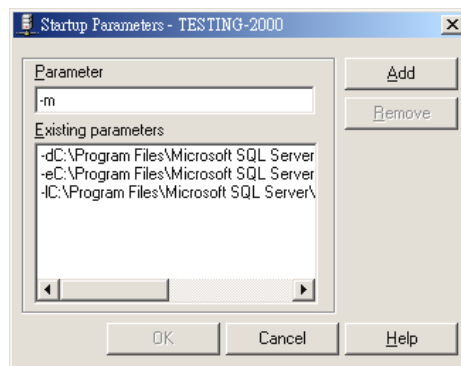 Startup Parameters - TESTING-2000
Parameter
Add
-m
Remove
Existing parameters
-dC:\Program Files\Microsoft SQL Server
-eC:\Program Files\Microsoft SQL Server
-lC:\Program Files\Microsoft SQL Server\
OK
Cancel
Help